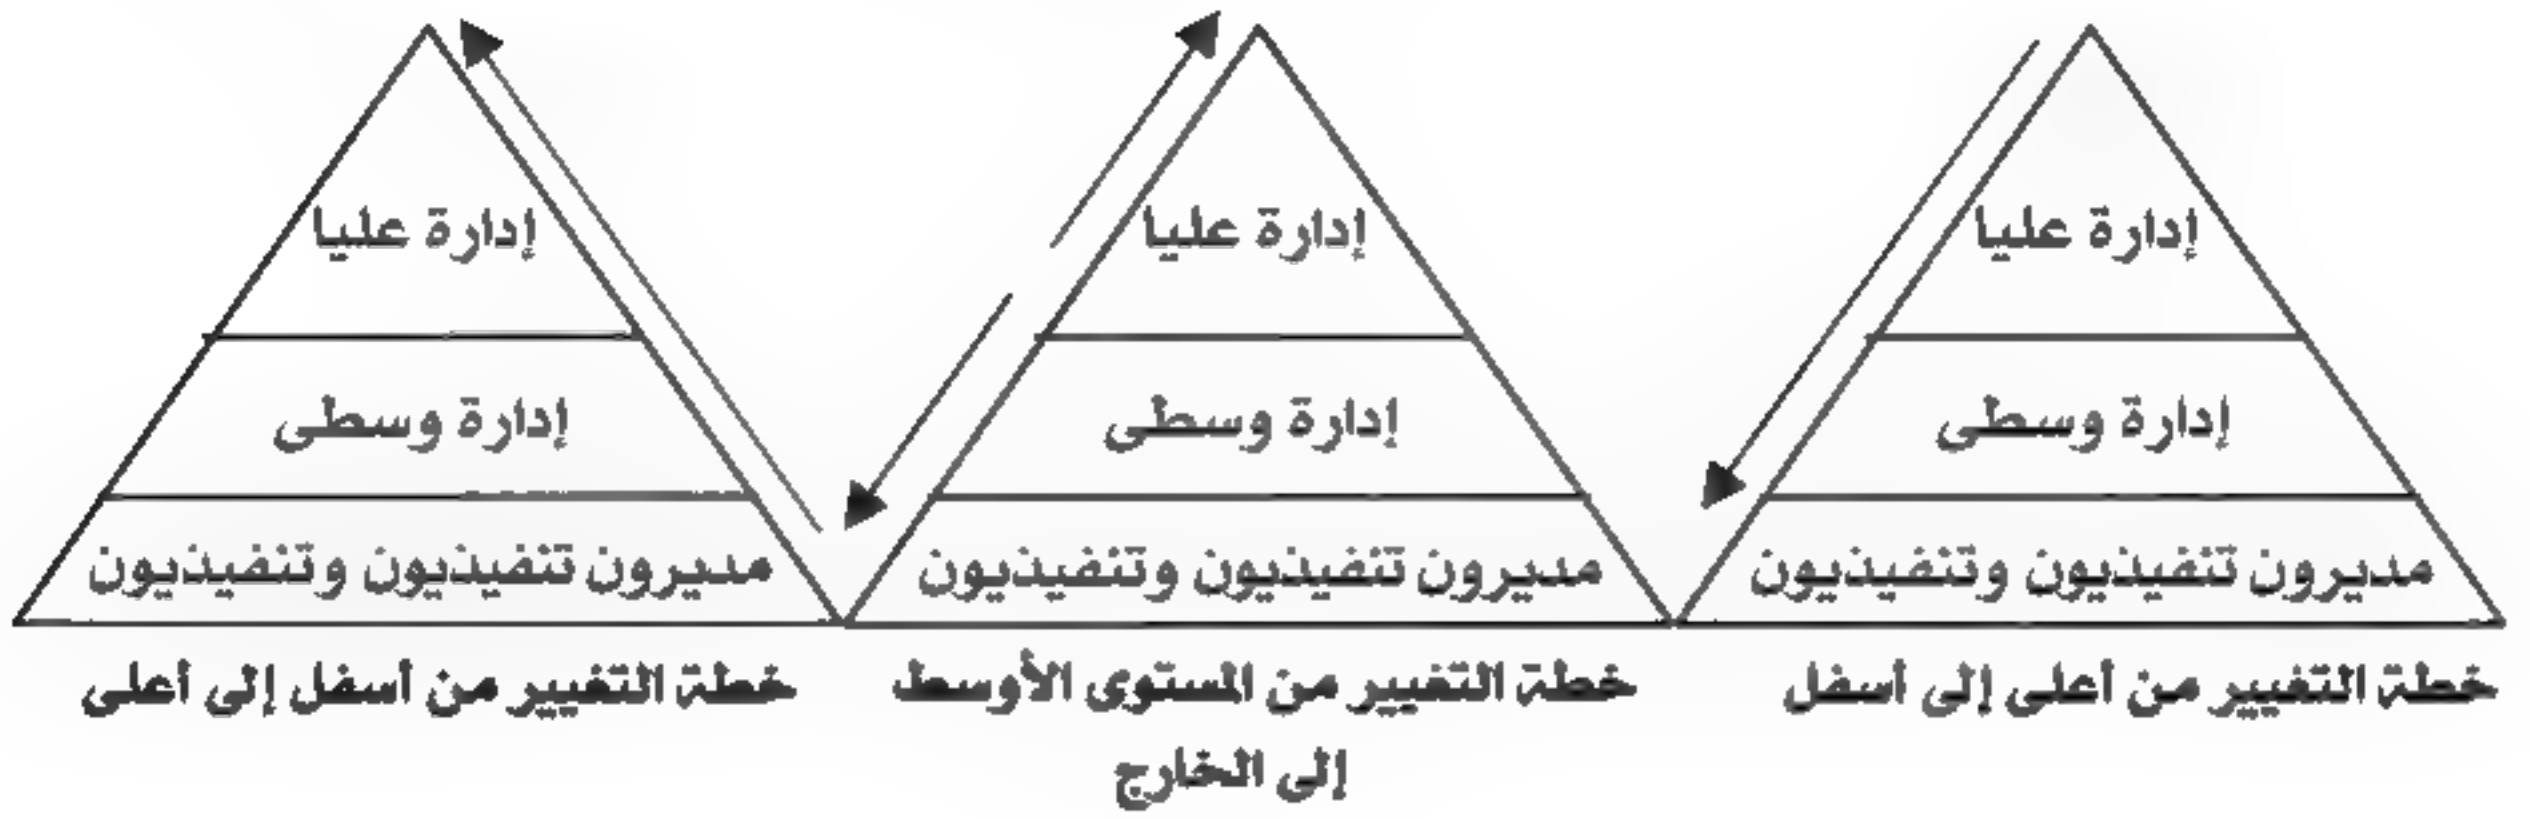 إدارة عليا
إدارة وسطى
مديرون تنفيذيون وتنفيذيون
خطة التغيير من أعلى إلى أسفل
إدارة عليا
إدارة وسطى
مديرون تنفيذيون وتنفيذيون
خطة التغيير من المستوى الأوسط
إلى الخارج
إدارة عليا
إدارة وسطى
مديرون تنفيذيون وتنفيذيون
خطة التغيير من أسفل إلى أعلى